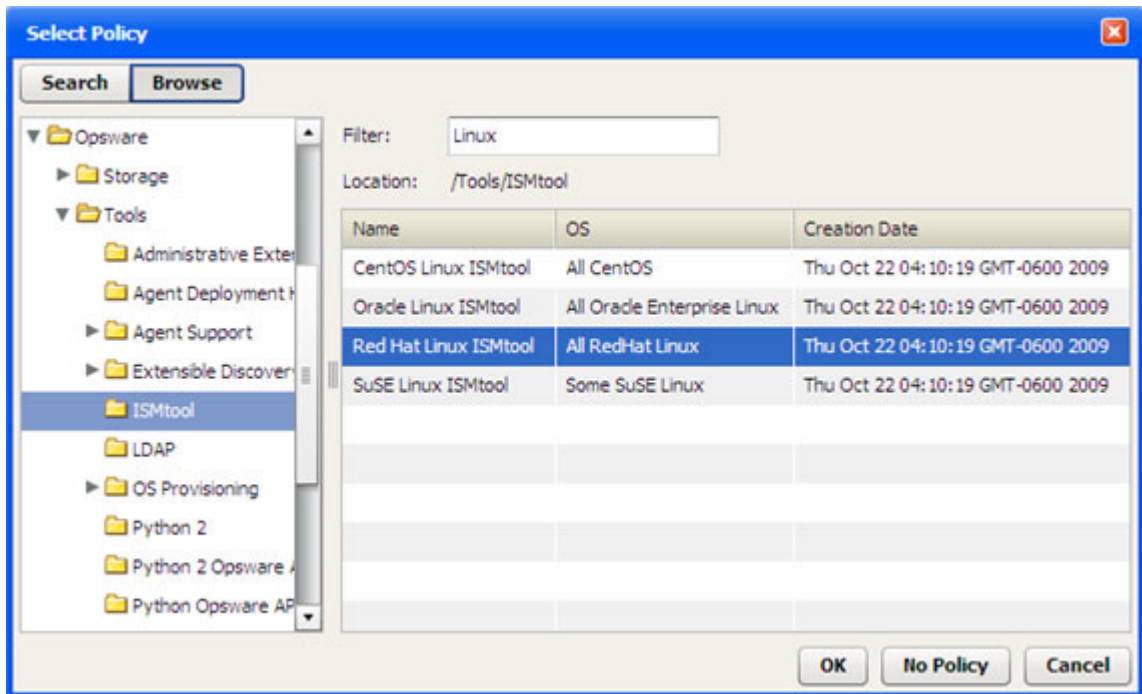 Select Policy
Search Browse
Opsware
Storage
Tools
Administrative Exter
Agent Deployment H
Agent Support
Extensible Discover
ISMtool
LDAP
OS Provisioning
Python 2
Python 2 Opsware A
Python Opsware AP
Filter: Linux
Location: /Tools/ISMtool
Name OS Creation Date
CentOS Linux ISMtool All CentOS Thu Oct 22 04:10:19 GMT-0600 2009
Oracle Linux ISMtool All Oracle Enterprise Linux Thu Oct 22 04:10:19 GMT-0600 2009
Red Hat Linux ISMtool All RedHat Linux Thu Oct 22 04:10:19 GMT-0600 2009
SuSE Linux ISMtool Some SuSE Linux Thu Oct 22 04:10:19 GMT-0600 2009
OK No Policy Cancel